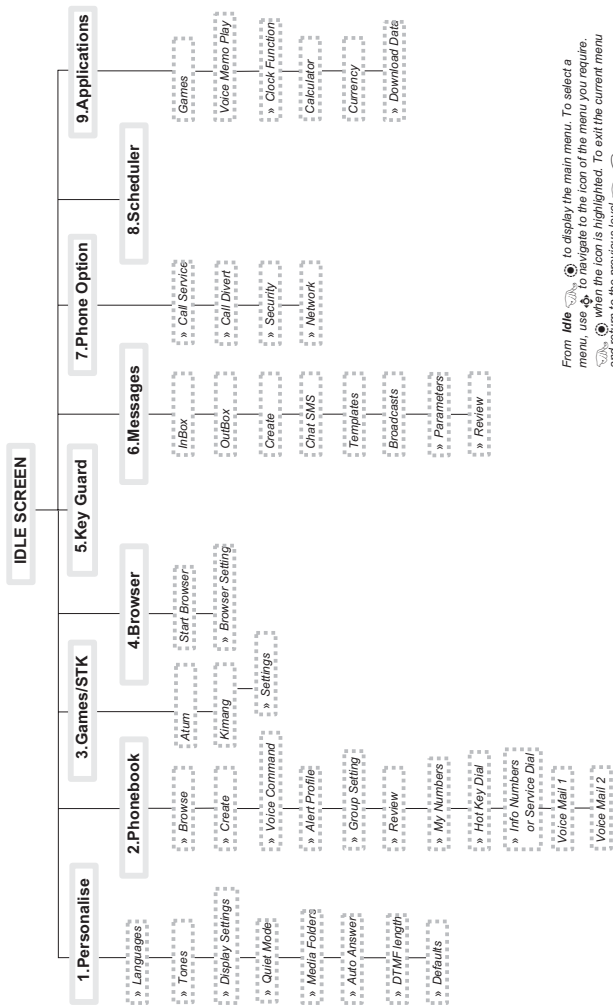 IDLE SCREEN
1.Personalise
» Languages
» Tones
» Display Settings
» Quiet Mode
» Media Folders
» Auto Answer
» DTMF length
» Defaults
2.Phonebook
» Browse
» Create
» Voice Command
» Alert Profile
» Group Setting
» Review
» My Numbers
» Hot Key Dial
» Info Numbers
or Service Dial
Voice Mail 1
Voice Mail 2
3.Games/STK
Atum
Kimang
» Settings
4.Browser
Start Browser
» Browser Setting
5.Key Guard
6.Messages
InBox
OutBox
Create
Chat SMS
Templates
Broadcasts
» Parameters
» Review
7.Phone Option
» Call Service
» Call Divert
» Security
» Network
8.Scheduler
9.Applications
Games
Voice Memo Play
» Clock Function
Calculator
Currency
» Download Data
From Idle to display the main menu. To select a
menu, use to navigate to the icon of the menu you require.
when the icon is highlighted. To exit the current menu
and return to the previous level